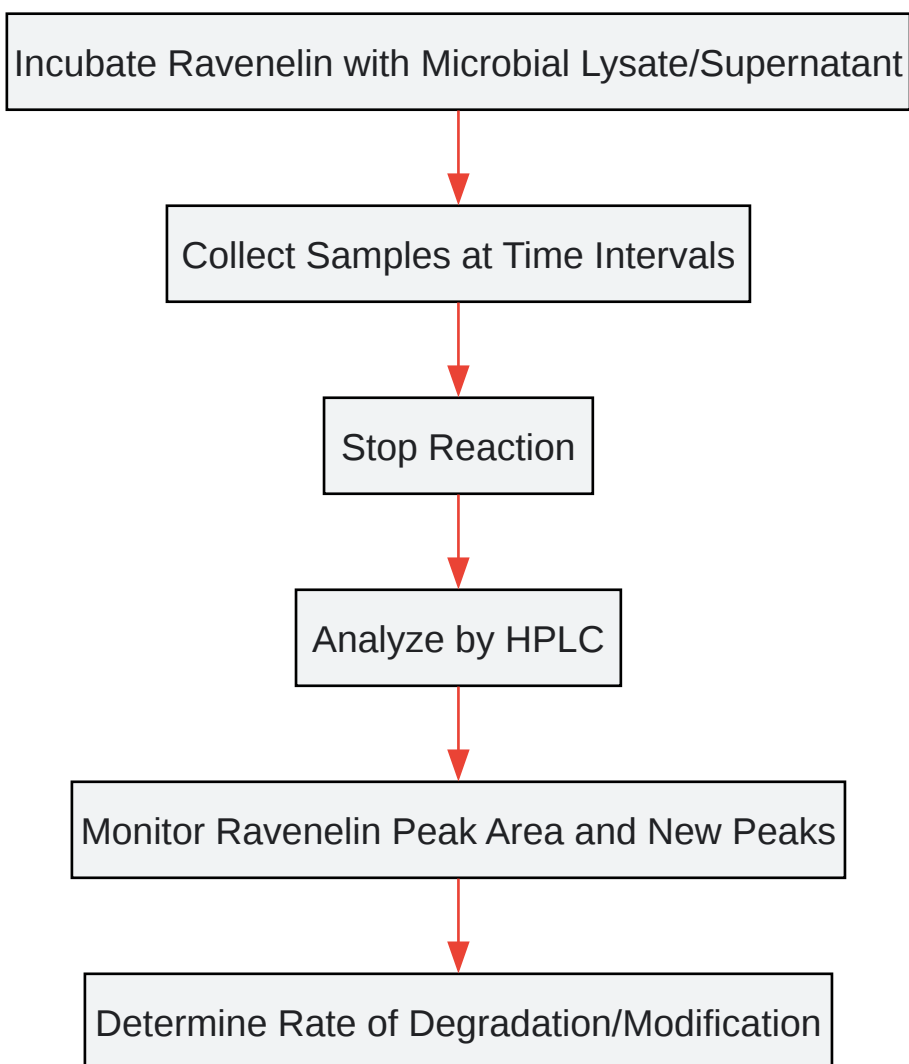 Incubate Ravenelin with Microbial Lysate/Supernatant
Collect Samples at Time Intervals
Stop Reaction
Analyze by HPLC
Monitor Ravenelin Peak Area and New Peaks
Determine Rate of Degradation/Modification